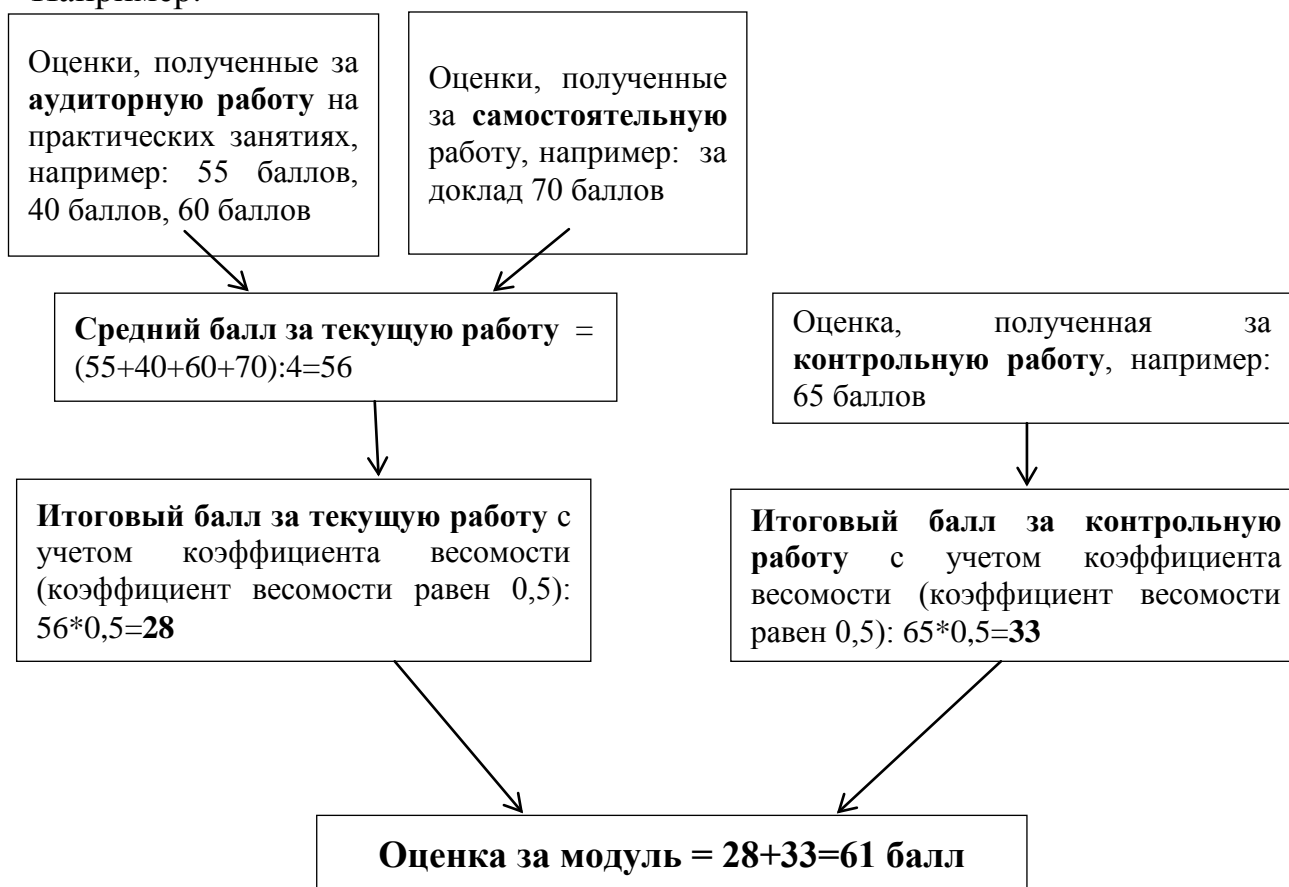 Например:
Оценки, полученные за
аудиторную работу на
практических занятиях,
например: 55 баллов,
40 баллов, 60 баллов
Оценки, полученные
за самостоятельную
работу, например: за
доклад 70 баллов
Средний балл за текущую работу =
(55+40+60+70):4=56
Оценка, полученная за
контрольную работу, например:
65 баллов
Итоговый балл за текущую работу с
учетом коэффициента весомости
(коэффициент весомости равен 0,5):
56*0,5=28
Итоговый балл за контрольную
работу с учетом коэффициента
весомости (коэффициент весомости
равен 0,5): 65*0,5=33
Оценка за модуль = 28+33=61 балл